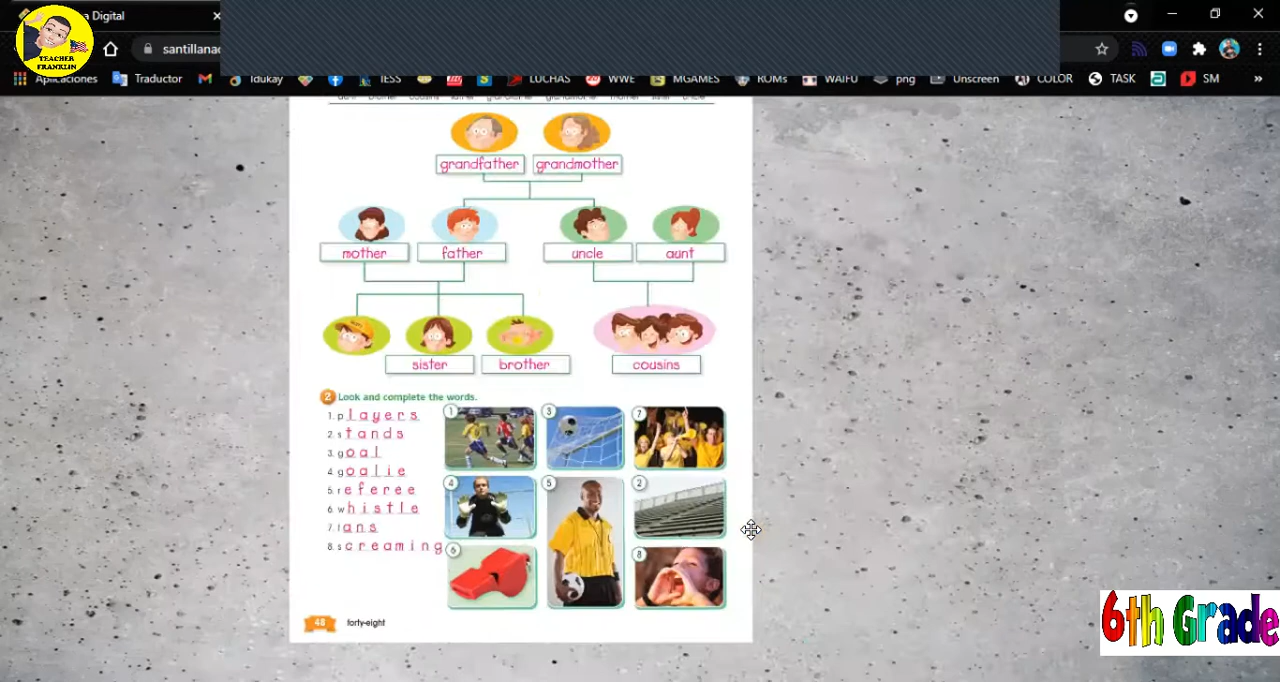 a Digital
TEACHER
FRANKLIN
santillanad
Aplicaciones Traductor Idukay IESS LUCHAS WWE MGAMES ROMs WAIFU png Unscreen COLOR TASK SM »
grandfather grandmother
mother father uncle aunt
sister brother cousins
2 Look and complete the words.
1. players
2. stands
3. goal
4. goalie
5. referee
6. whistle
7. fans
8. screaming
1 3 7
4 5 2
6 8
48 forty-eight
6th Grade